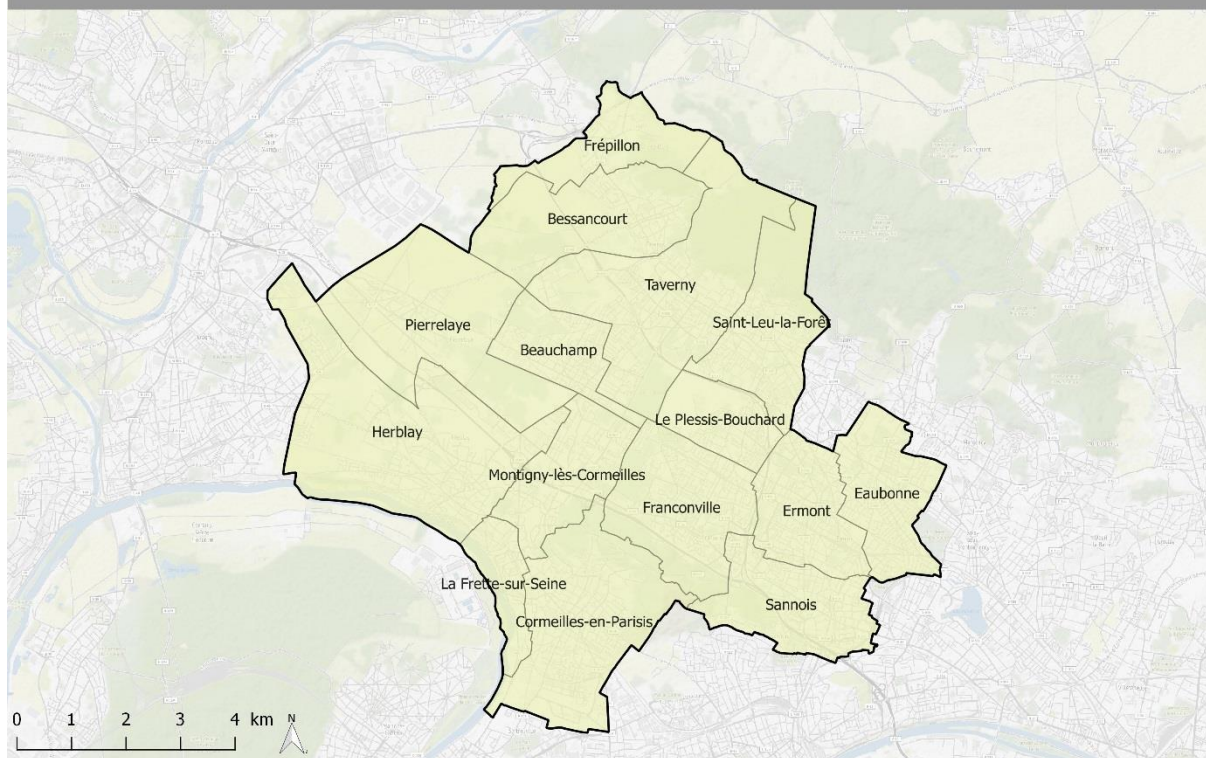 Frépillon
Bessancourt
Taverny
Saint-Leu-la-Forêt
Pierrelaye
Beauchamp
Le Plessis-Bouchard
Herblay
Montigny-lès-Cormeilles
Eaubonne
Franconville
Ermont
La Frette-sur-Seine
Sannois
Cormeilles-en-Parisis
0 1 2 3 4 km N